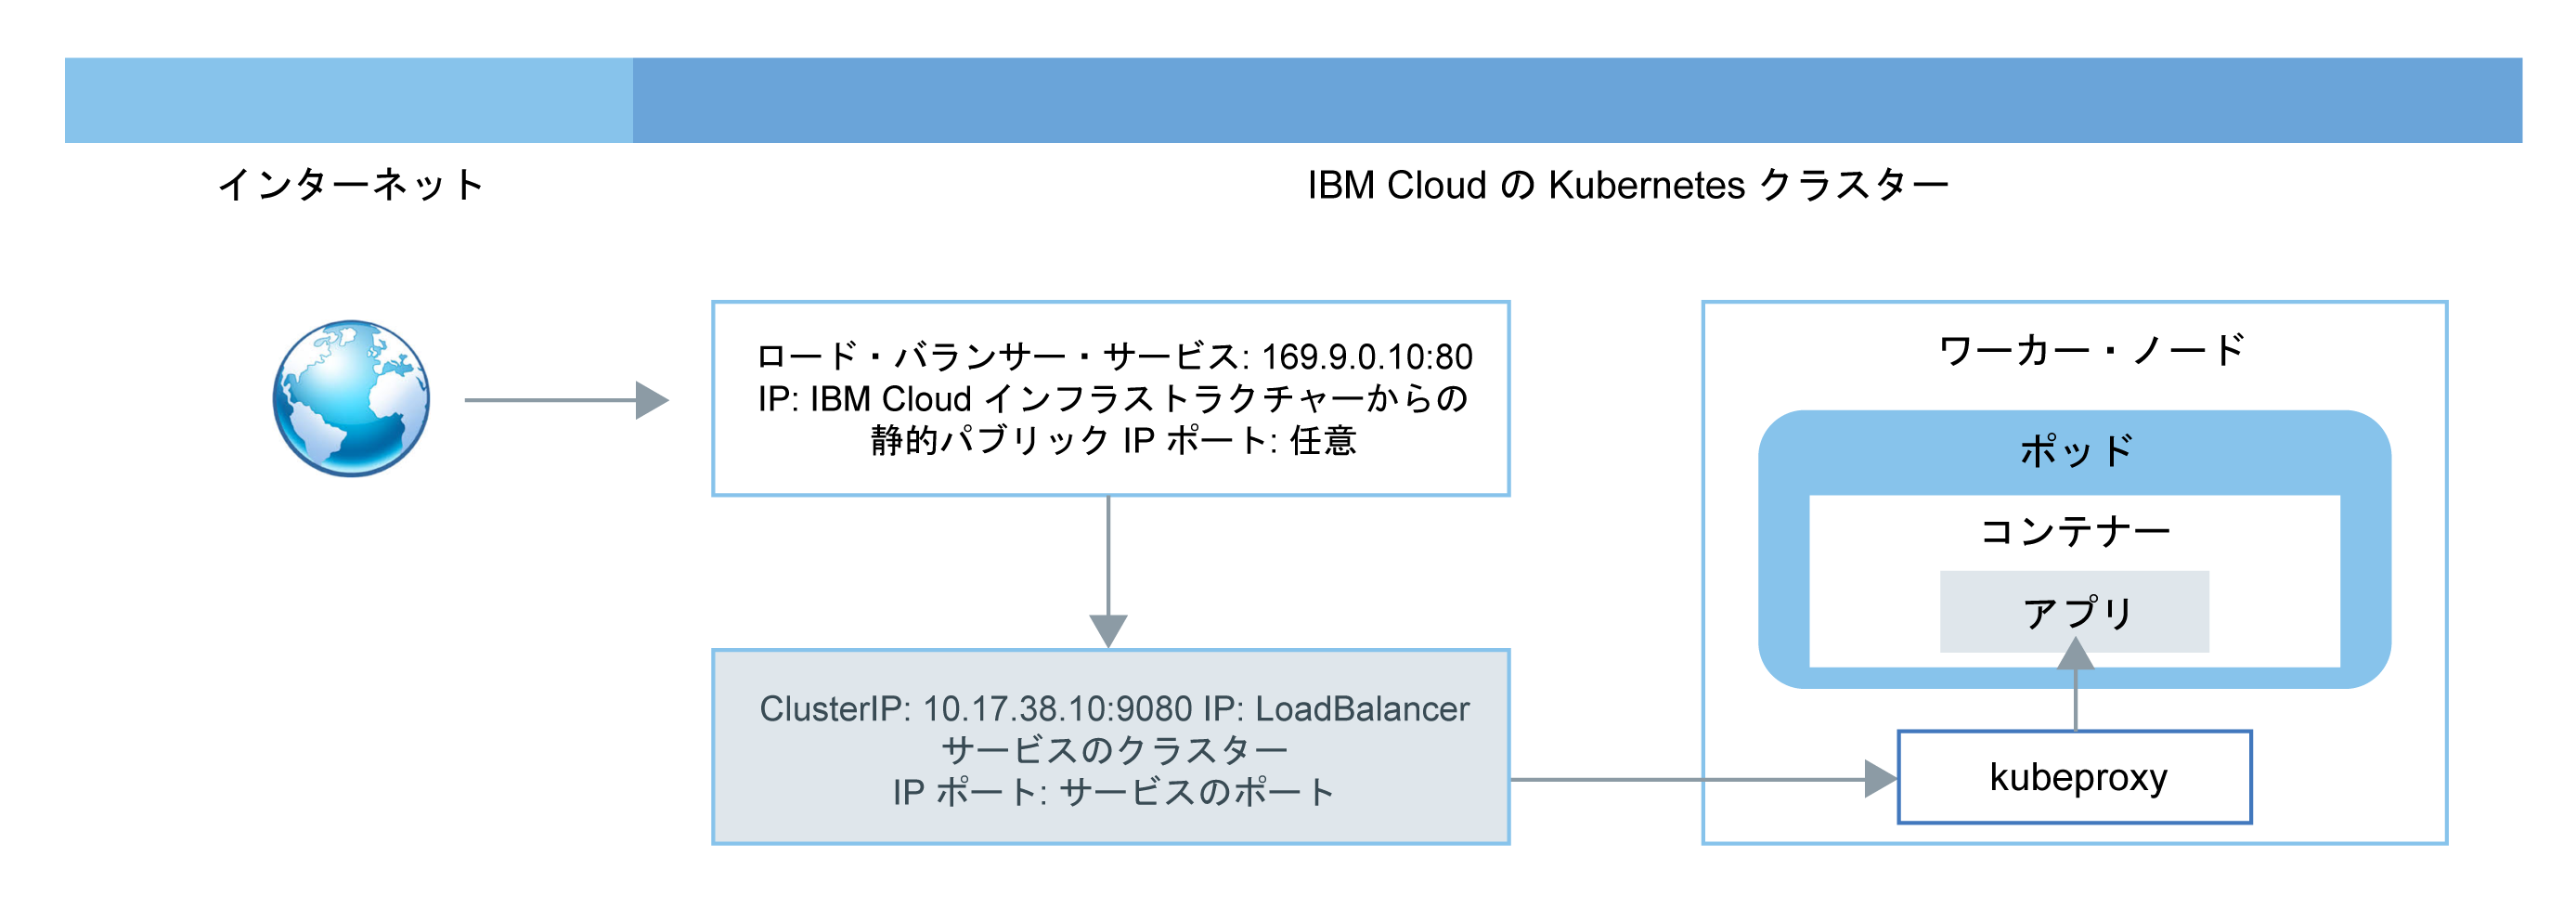 インターネット
IBM Cloud の Kubernetes クラスター
ロード・バランサー・サービス: 169.9.0.10:80
IP: IBM Cloud インフラストラクチャーからの
静的パブリック IP ポート: 任意
ClusterIP: 10.17.38.10:9080 IP: LoadBalancer
サービスのクラスター
IP ポート: サービスのポート
ワーカー・ノード
ポッド
コンテナー
アプリ
kubeproxy